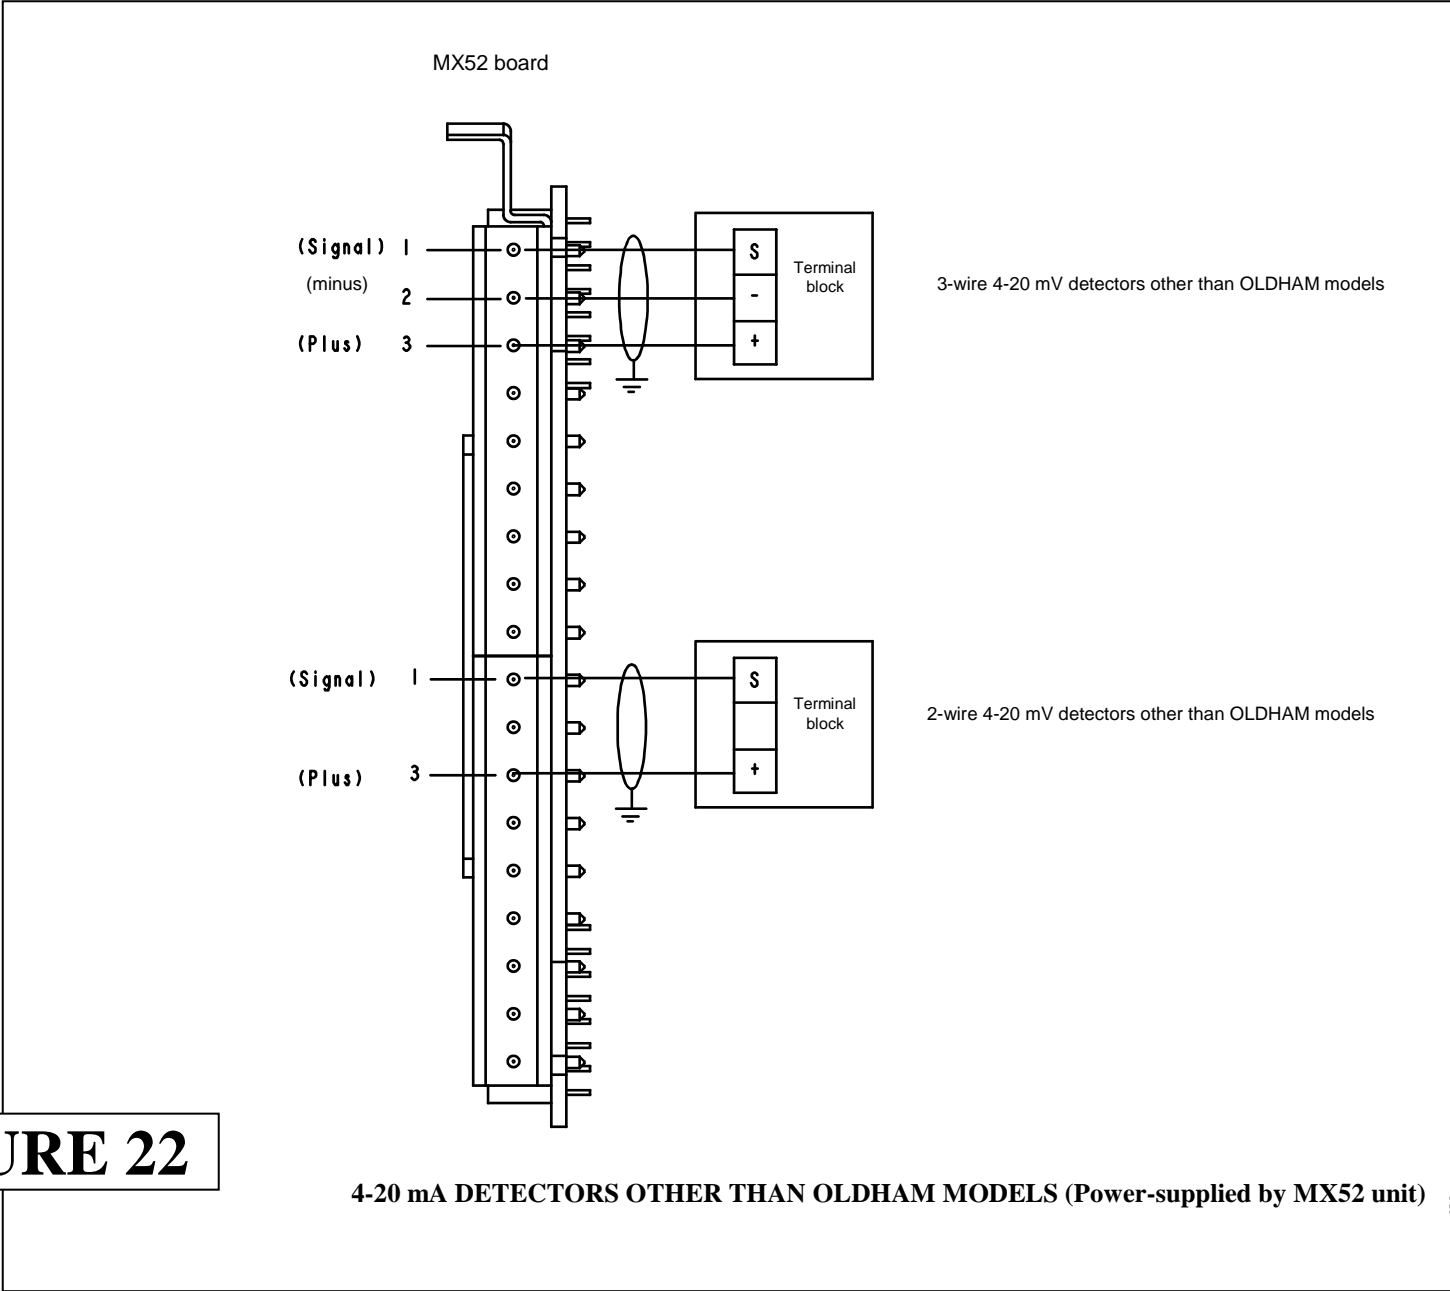 MX52 board
(Signal) 1
(minus)
2
(Plus) 3
S
-
+
Terminal
block
3-wire 4-20 mV detectors other than OLDHAM models
(Signal) 1
(Plus) 3
S
+
Terminal
block
2-wire 4-20 mV detectors other than OLDHAM models
URE 22
4-20 mA DETECTORS OTHER THAN OLDHAM MODELS (Power-supplied by MX52 unit)